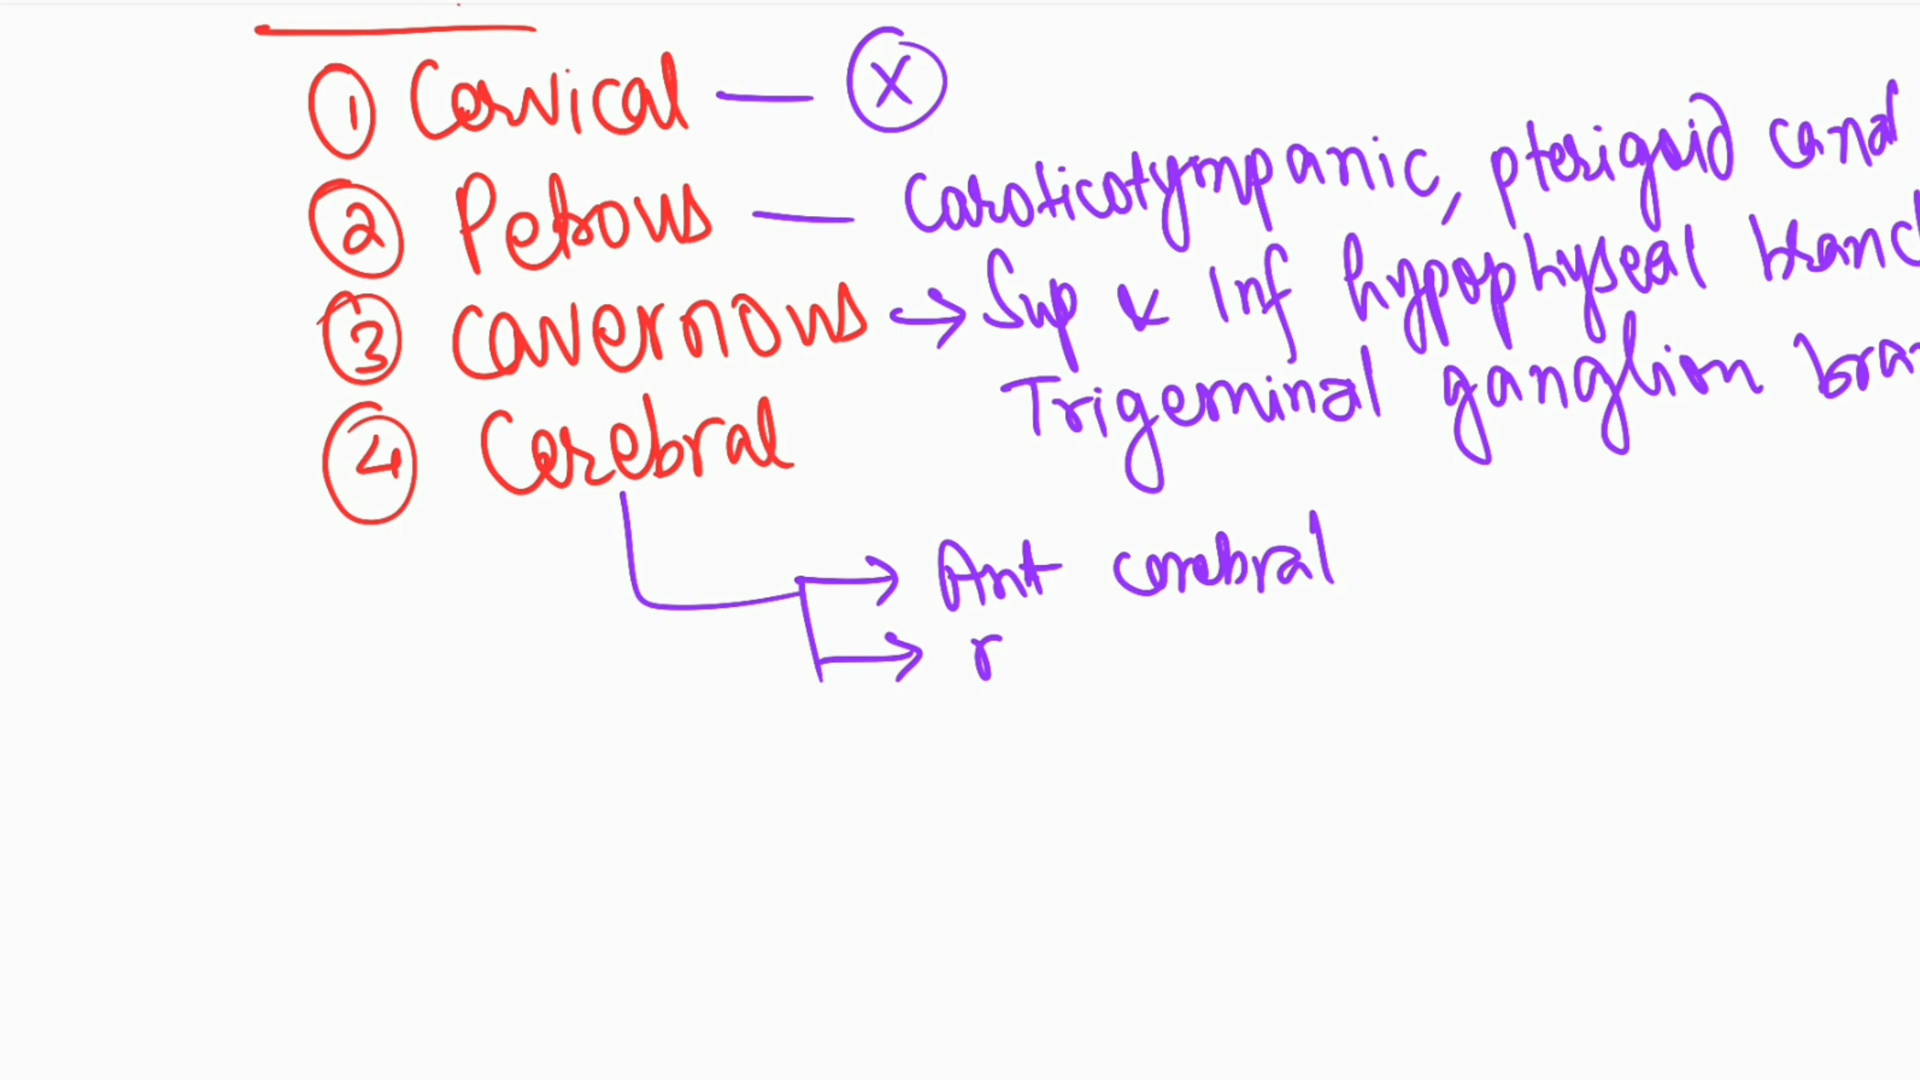 ① Cervical — X
② Petrous — Caroticotympanic, pterigoid canal
③ Cavernous → Sup & Inf hypophyseal branc
Trigeminal ganglion bra
④ Cerebral
→ Ant cerebral
→ r